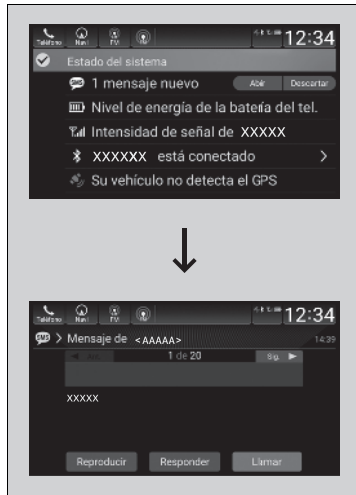 Teléfono Navi FM 12:34
Estado del sistema
1 mensaje nuevo Abrir Descartar
Nivel de energía de la batería del tel.
Intensidad de señal de XXXXX
XXXXXX está conectado >
Su vehículo no detecta el GPS
Teléfono Navi FM 12:34
SMS > Mensaje de <AAAAA> 14:39
Ant. 1 de 20 Sig.
XXXXX
Reproducir Responder Llamar